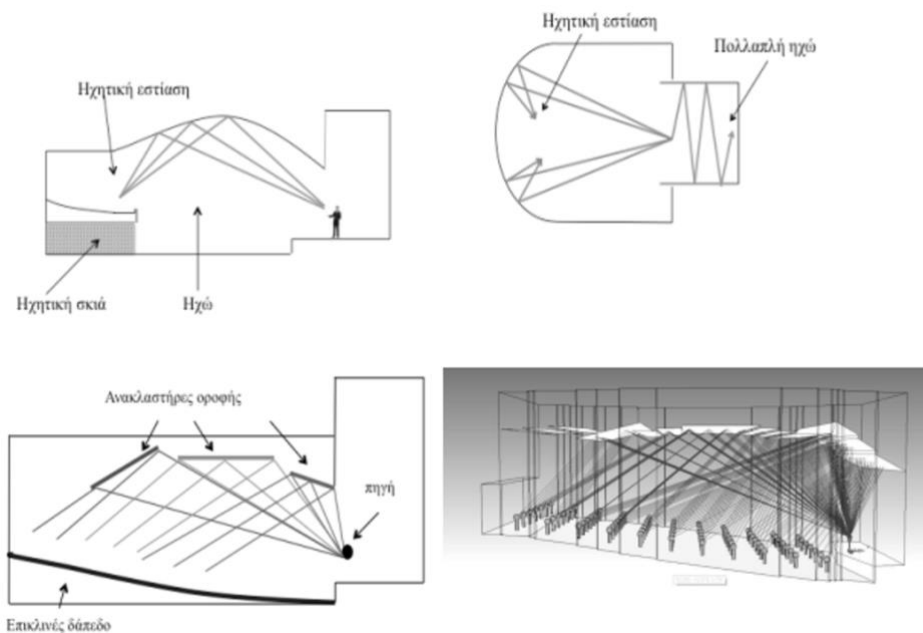 Ηχητική εστίαση
Πολλαπλή ηχώ
Ηχητική εστίαση
Ηχητική σκιά
Ηχώ
Ανακλαστήρες οροφής
πηγή
Επικλινές δάπεδο